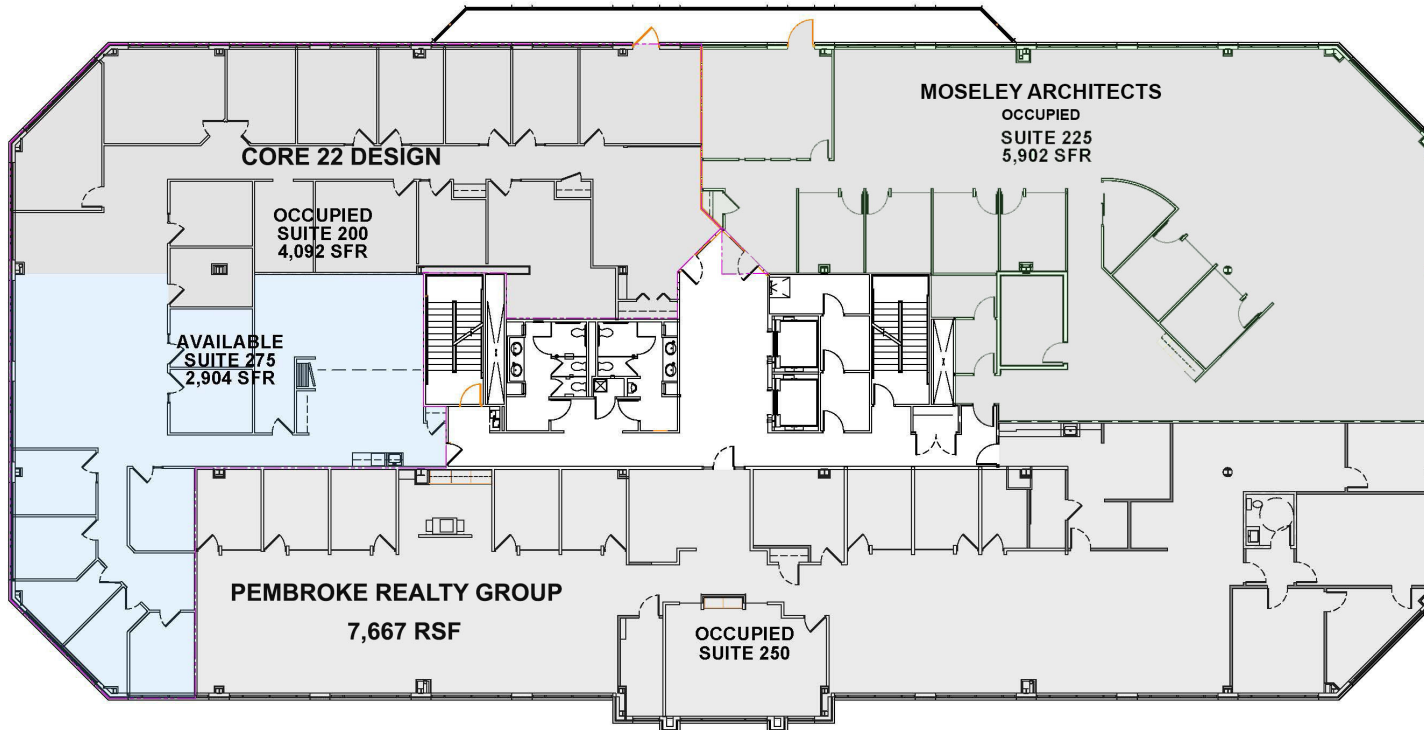 CORE 22 DESIGN
OCCUPIED
SUITE 200
4,092 SFR
MOSELEY ARCHITECTS
OCCUPIED
SUITE 225
5,902 SFR
AVAILABLE
SUITE 275
2,904 SFR
PEMBROKE REALTY GROUP
7,667 RSF
OCCUPIED
SUITE 250